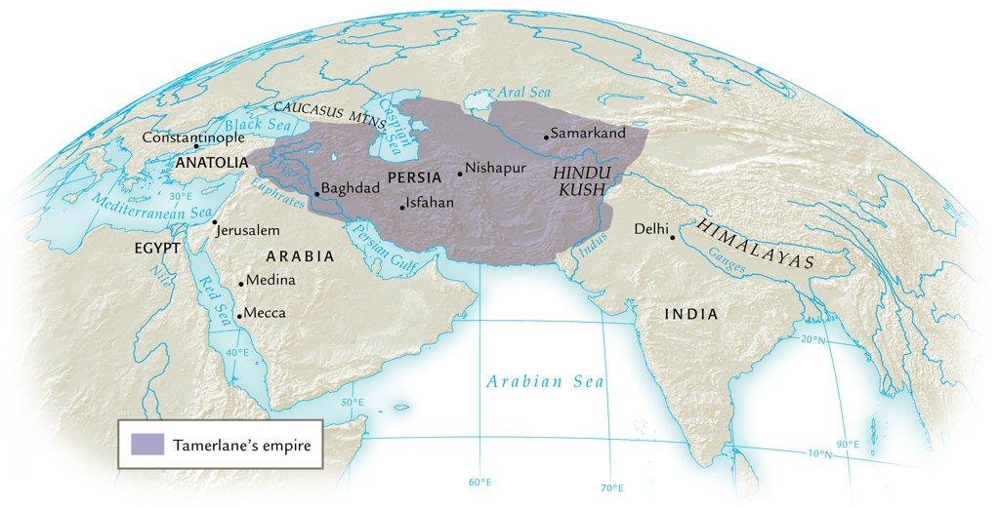 Aral Sea
CAUCASUS MTNS.
Caspian
Sea
Black Sea
Constantinople
Samarkand
ANATOLIA
Tigris
Nishapur
PERSIA
HINDU
KUSH
Baghdad
Euphrates
30°E
Isfahan
Mediterranean Sea
Jerusalem
Delhi
HIMALAYAS
Indus
Persian Gulf
EGYPT
ARABIA
Ganges
Nile
Red Sea
Medina
Mecca
INDIA
20°N
40°E
Arabian Sea
50°E
90°E
10°N
Tamerlane's empire
60°E
70°E